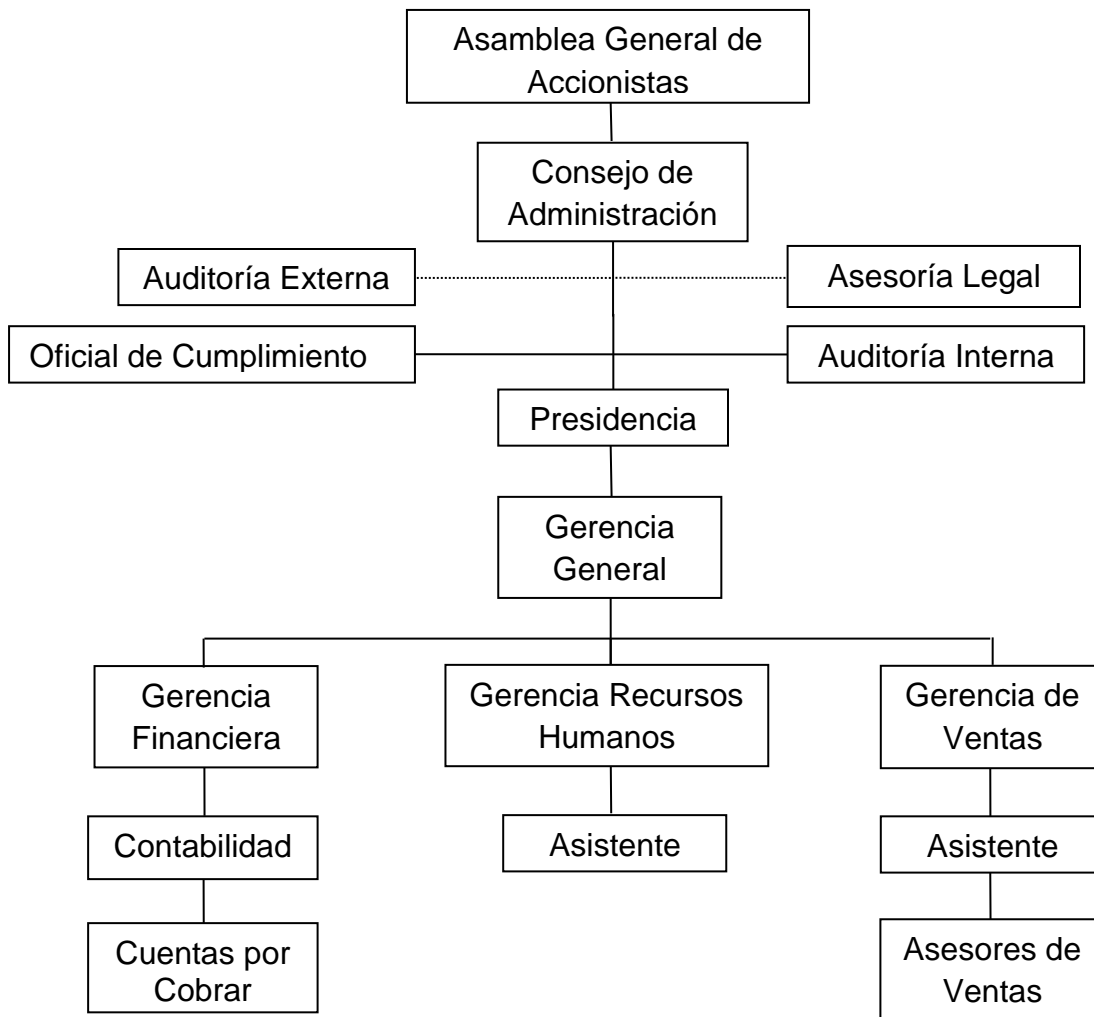 Asamblea General de
Accionistas
Consejo de
Administración
Auditoría Externa
Asesoría Legal
Oficial de Cumplimiento
Auditoría Interna
Presidencia
Gerencia
General
Gerencia
Financiera
Gerencia Recursos
Humanos
Gerencia de
Ventas
Contabilidad
Asistente
Asistente
Cuentas por
Cobrar
Asesores de
Ventas